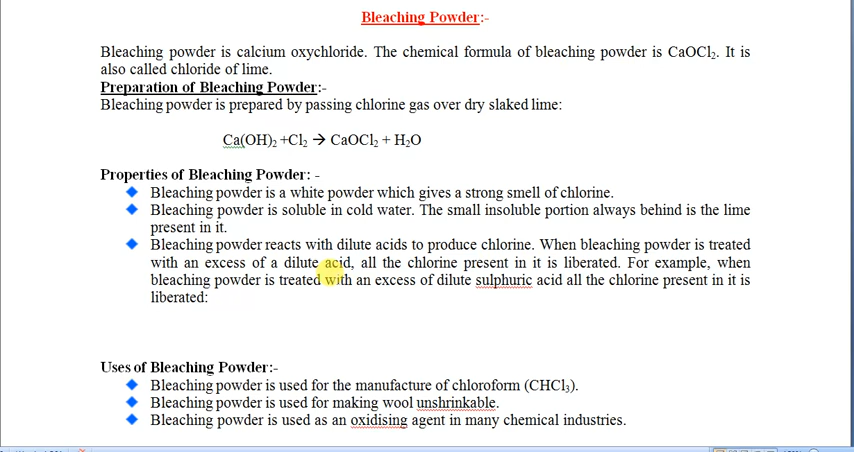 Bleaching Powder:-
Bleaching powder is calcium oxychloride. The chemical formula of bleaching powder is CaOCl₂. It is
also called chloride of lime.
Preparation of Bleaching Powder:-
Bleaching powder is prepared by passing chlorine gas over dry slaked lime:
Ca(OH)₂ +Cl₂ → CaOCl₂ + H₂O
Properties of Bleaching Powder: -
Bleaching powder is a white powder which gives a strong smell of chlorine.
Bleaching powder is soluble in cold water. The small insoluble portion always behind is the lime
present in it.
Bleaching powder reacts with dilute acids to produce chlorine. When bleaching powder is treated
with an excess of a dilute acid, all the chlorine present in it is liberated. For example, when
bleaching powder is treated with an excess of dilute sulphuric acid all the chlorine present in it is
liberated:
Uses of Bleaching Powder:-
Bleaching powder is used for the manufacture of chloroform (CHCl₃).
Bleaching powder is used for making wool unshrinkable.
Bleaching powder is used as an oxidising agent in many chemical industries.